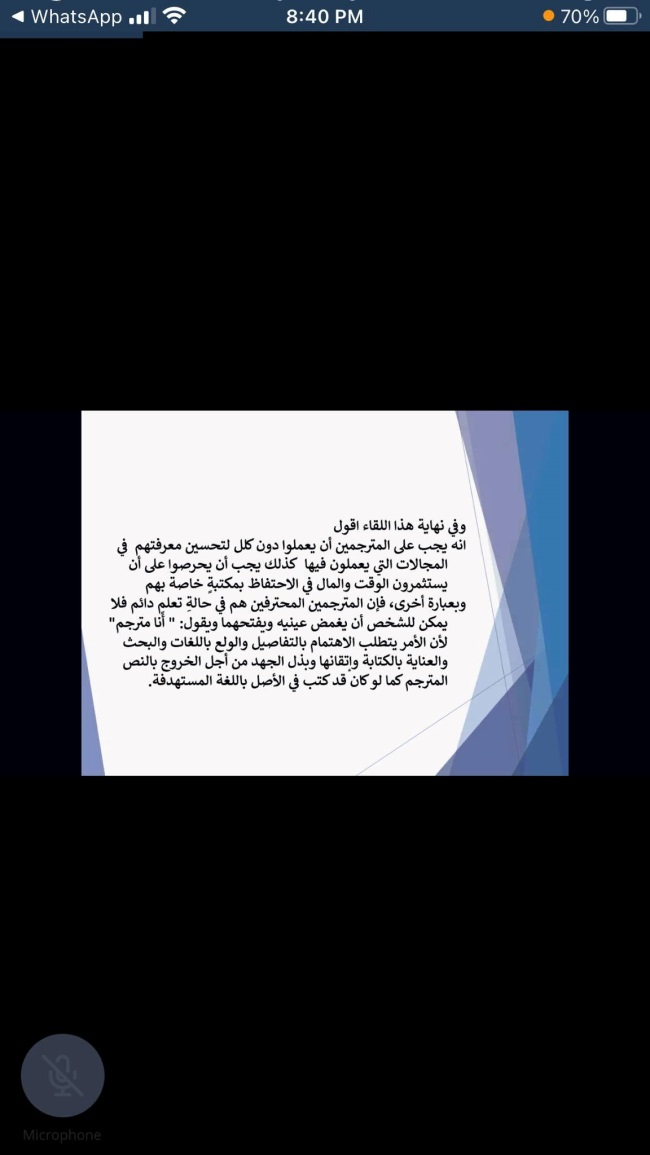 WhatsApp
8:40 PM
70%
وفي نهاية هذا اللقاء اقول
انه يجب على المترجمين أن يعملوا دون كلل لتحسين معرفتهم في
المجالات التي يعملون فيها كذلك يجب أن يحرصوا على أن
يستثمرون الوقت والمال في الاحتفاظ بمكتبةٍ خاصة بهم
وبعبارة أخرى، فإن المترجمين المحترفين هم في حالةِ تعلمٍ دائم فلا
يمكن للشخص أن يغمض عينيه ويفتحهما ويقول: " أنا مترجم"
لأن الأمر يتطلب الاهتمام بالتفاصيل والولع باللغات والبحث
والعناية بالكتابة وإتقانها وبذل الجهد من أجل الخروج بالنص
المترجم كما لو كان قد كتب في الأصل باللغة المستهدفة.
Microphone